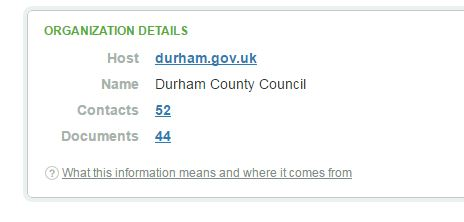 ORGANIZATION DETAILS
Host durham.gov.uk
Name Durham County Council
Contacts 52
Documents 44
? What this information means and where it comes from